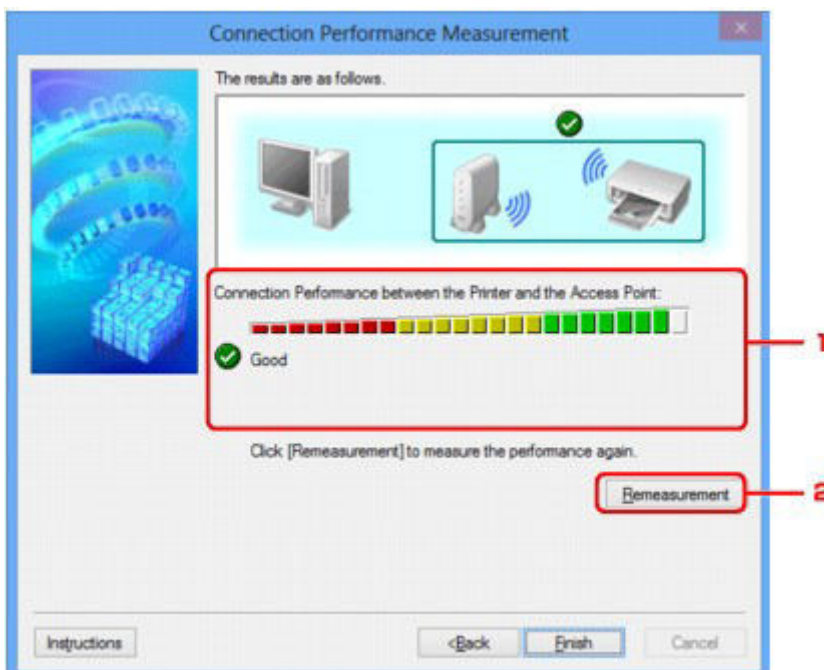 Connection Performance Measurement
The results are as follows.
Connection Performance between the Printer and the Access Point:
Good
1
Click [Remeasurement] to measure the performance again.
Remeasurement
2
Instructions
<Back
Finish
Cancel